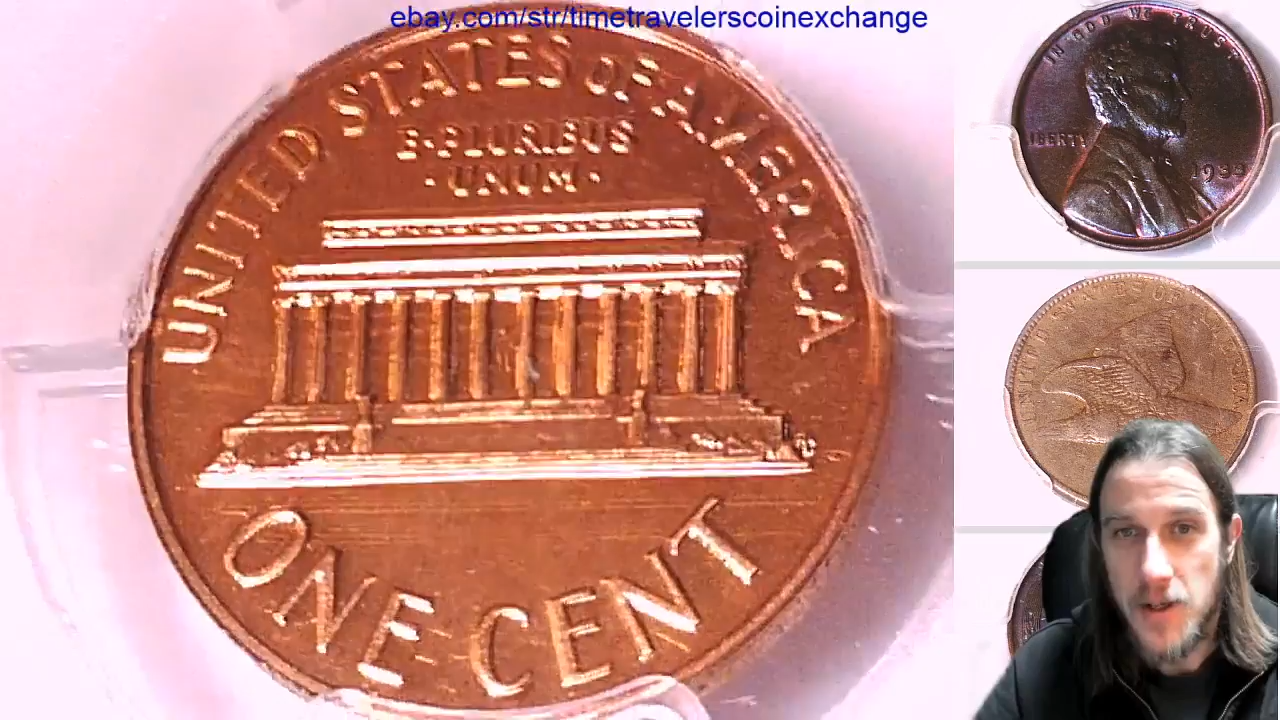 ebay.com/str/timetravelerscoinexchange
UNITED STATES OF AMERICA
E·PLURIBUS
·UNUM·
ONE CENT
IN GOD WE TRUST
LIBERTY